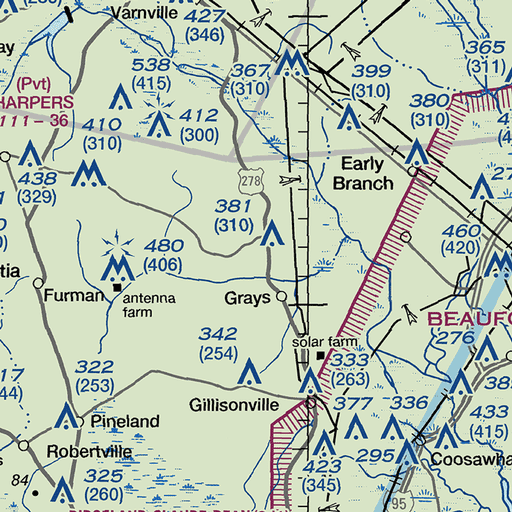 Varnville
427
(346)
365
(311)
(Pvt)
HARPERS
111 - 36
538
(415)
367
(310)
399
(310)
380
(310)
412
(300)
410
(310)
Early
Branch
438
(329)
278
381
(310)
460
(420)
480
(406)
Furman
antenna
farm
Grays
BEAUFO
276
342
(254)
solar farm
333
(263)
322
(253)
Gillisonville
377
336
433
(415)
Pineland
Robertville
295
Coosawha
423
(345)
325
(260)
84
95